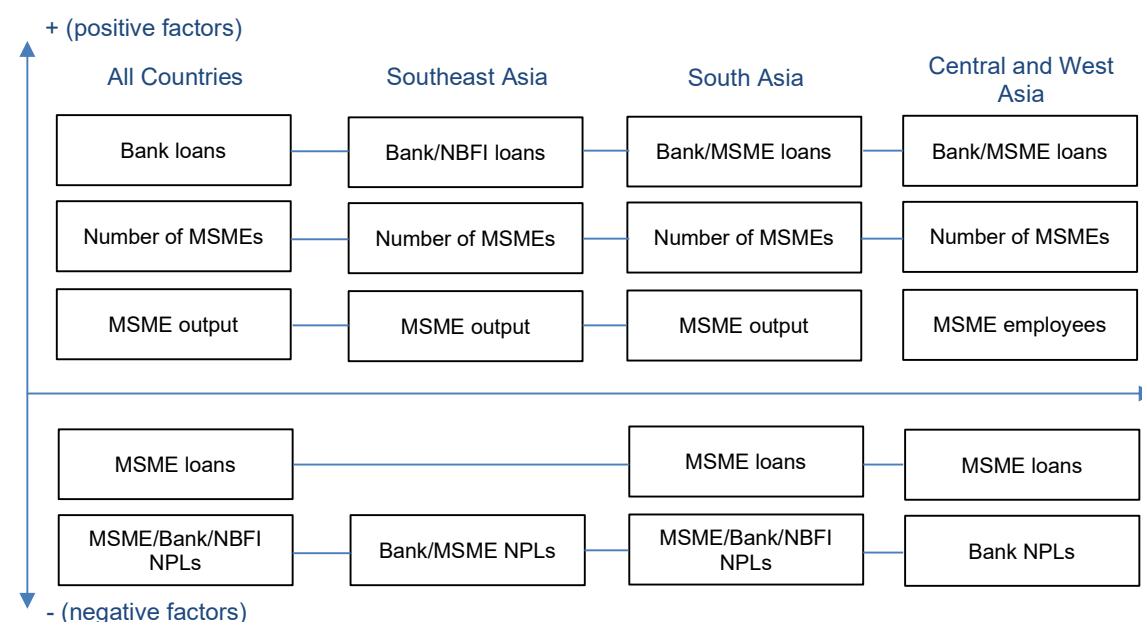 + (positive factors)
All Countries
Southeast Asia
South Asia
Central and West
Asia
Bank loans
Bank/NBFI loans
Bank/MSME loans
Bank/MSME loans
Number of MSMEs
Number of MSMEs
Number of MSMEs
Number of MSMEs
MSME output
MSME output
MSME output
MSME employees
MSME loans
MSME loans
MSME loans
MSME/Bank/NBFI
NPLs
Bank/MSME NPLs
MSME/Bank/NBFI
NPLs
Bank NPLs
- (negative factors)